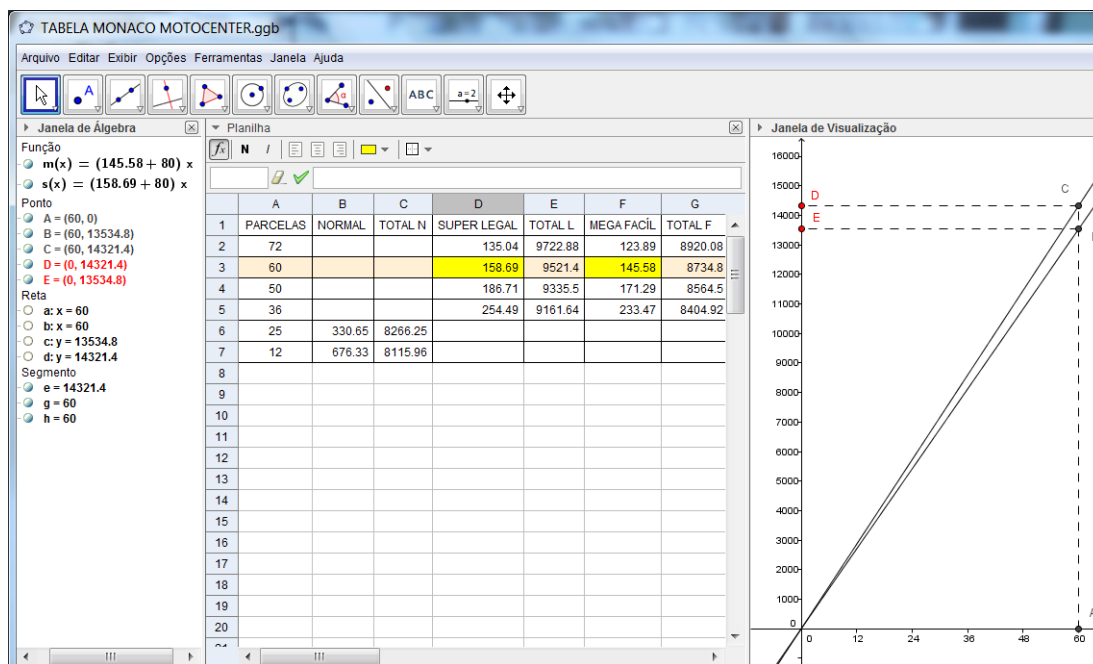 TABELA MONACO MOTOCENTER.ggb
Arquivo Editar Exibir Opções Ferramentas Janela Ajuda
A α ABC a=2
Janela de Álgebra
Função
m(x) = (145.58 + 80) x
s(x) = (158.69 + 80) x
Ponto
A = (60, 0)
B = (60, 13534.8)
C = (60, 14321.4)
D = (0, 14321.4)
E = (0, 13534.8)
Reta
a: x = 60
b: x = 60
c: y = 13534.8
d: y = 14321.4
Segmento
e = 14321.4
g = 60
h = 60
Planilha
fx N I
A B C D E F G
1 PARCELAS NORMAL TOTAL N SUPER LEGAL TOTAL L MEGA FACÍL TOTAL F
2 72 135.04 9722.88 123.89 8920.08
3 60 158.69 9521.4 145.58 8734.8
4 50 186.71 9335.5 171.29 8564.5
5 36 254.49 9161.64 233.47 8404.92
6 25 330.65 8266.25
7 12 676.33 8115.96
8
9
10
11
12
13
14
15
16
17
18
19
20
Janela de Visualização
16000
15000
14000
13000
12000
11000
10000
9000
8000
7000
6000
5000
4000
3000
2000
1000
0
0 12 24 36 48 60
D
E
C
A